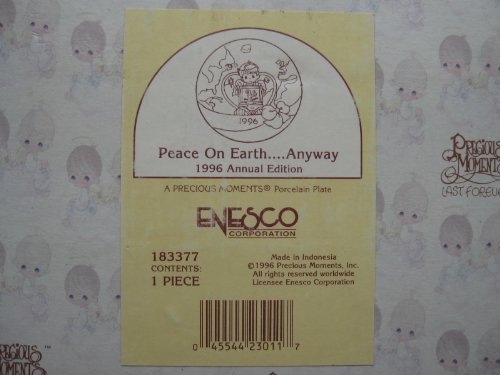 1996
Peace On Earth....Anyway
1996 Annual Edition
A PRECIOUS MOMENTS® Porcelain Plate
ENESCO
CORPORATION
183377
CONTENTS:
1 PIECE
Made in Indonesia
©1996 Precious Moments, Inc.
All rights reserved worldwide
Licensee Enesco Corporation
0 45544 23011 7
PRECIOUS
MOMENTS
LAST FOREVE
PRECIOUS
MOMENTS
™